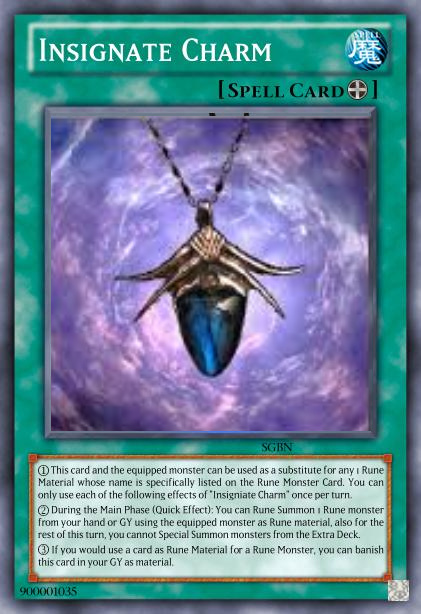 INSIGNATE CHARM
SPELL
魔
[SPELL CARD]
SGBN
① This card and the equipped monster can be used as a substitute for any 1 Rune
Material whose name is specifically listed on the Rune Monster Card. You can
only use each of the following effects of "Insigniate Charm" once per turn.
② During the Main Phase (Quick Effect): You can Rune Summon 1 Rune monster
from your hand or GY using the equipped monster as Rune material, also for the
rest of this turn, you cannot Special Summon monsters from the Extra Deck.
③ If you would use a card as Rune Material for a Rune Monster, you can banish
this card in your GY as material.
900001035